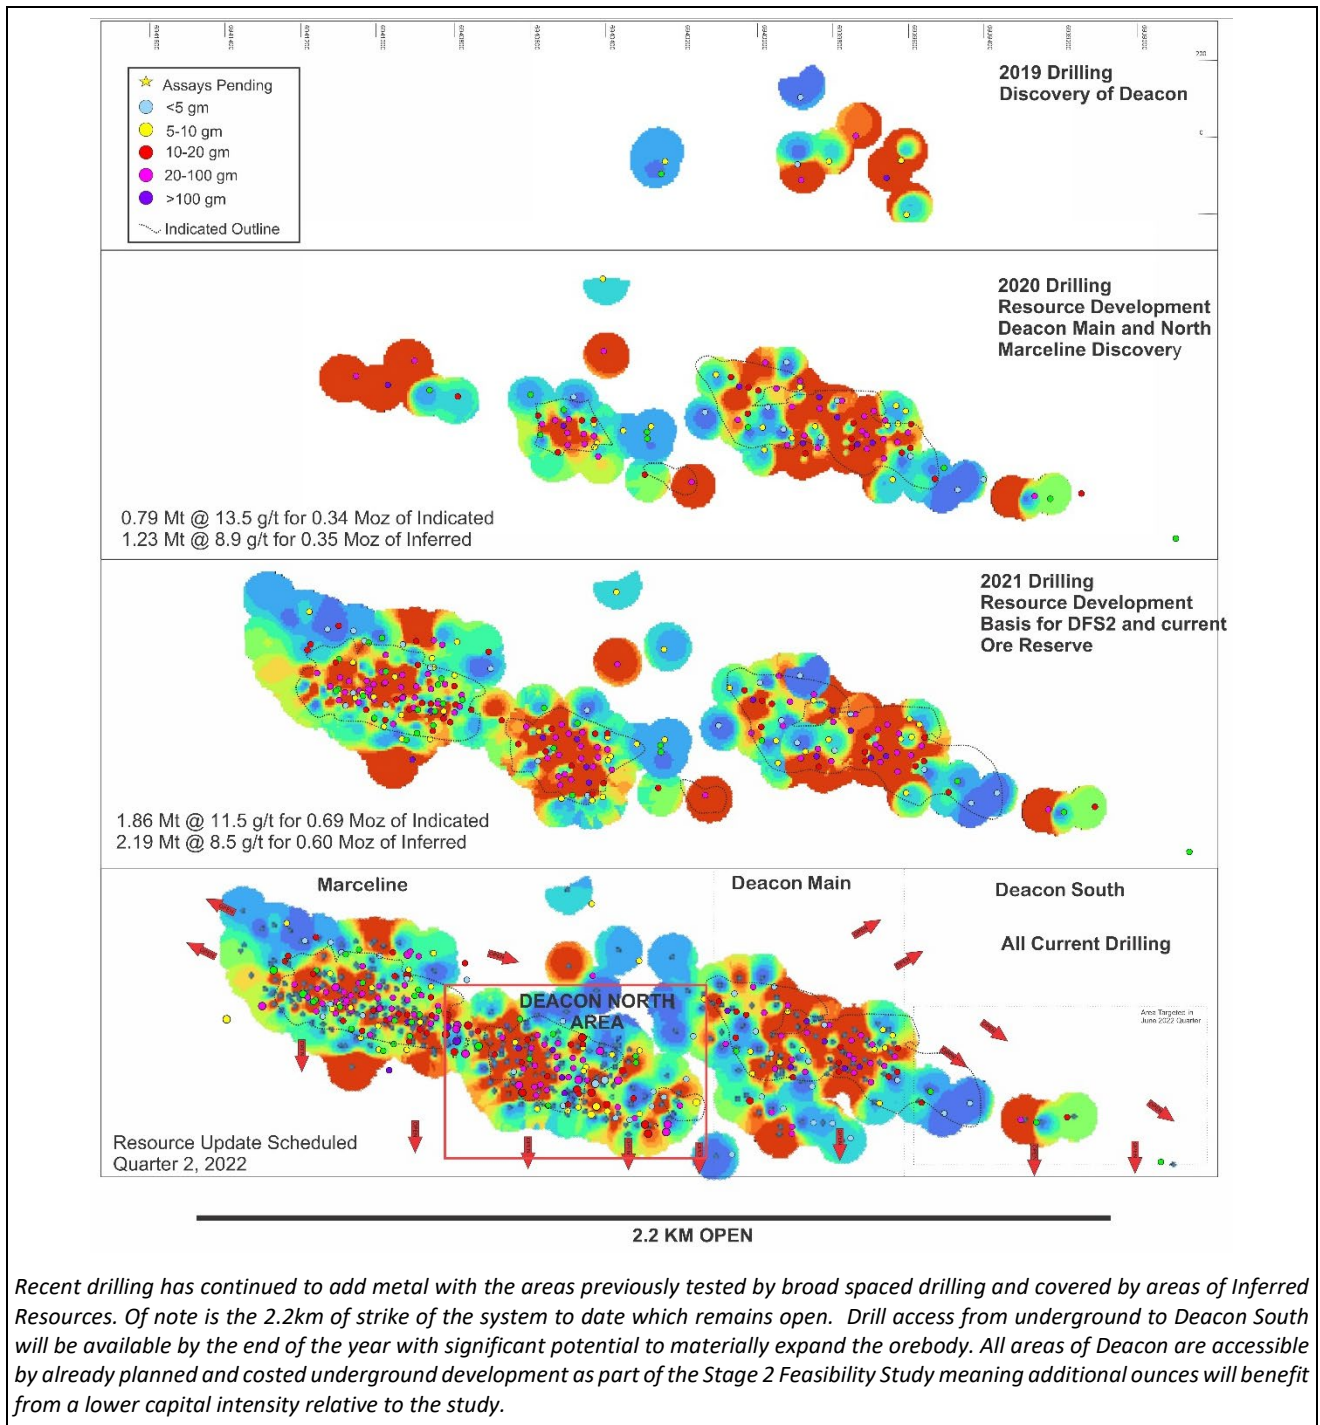 2019 Drilling
Discovery of Deacon
Assays Pending
<5 gm
5-10 gm
10-20 gm
20-100 gm
>100 gm
Indicated Outline
200
0
2020 Drilling
Resource Development
Deacon Main and North
Marceline Discovery
0.79 Mt @ 13.5 g/t for 0.34 Moz of Indicated
1.23 Mt @ 8.9 g/t for 0.35 Moz of Inferred
2021 Drilling
Resource Development
Basis for DFS2 and current
Ore Reserve
1.86 Mt @ 11.5 g/t for 0.69 Moz of Indicated
2.19 Mt @ 8.5 g/t for 0.60 Moz of Inferred
Marceline
Deacon Main
Deacon South
All Current Drilling
DEACON NORTH
AREA
Area Targeted in
June 2022 Quarter
Resource Update Scheduled
Quarter 2, 2022
2.2 KM OPEN
Recent drilling has continued to add metal with the areas previously tested by broad spaced drilling and covered by areas of Inferred
Resources. Of note is the 2.2km of strike of the system to date which remains open. Drill access from underground to Deacon South
will be available by the end of the year with significant potential to materially expand the orebody. All areas of Deacon are accessible
by already planned and costed underground development as part of the Stage 2 Feasibility Study meaning additional ounces will benefit
from a lower capital intensity relative to the study.